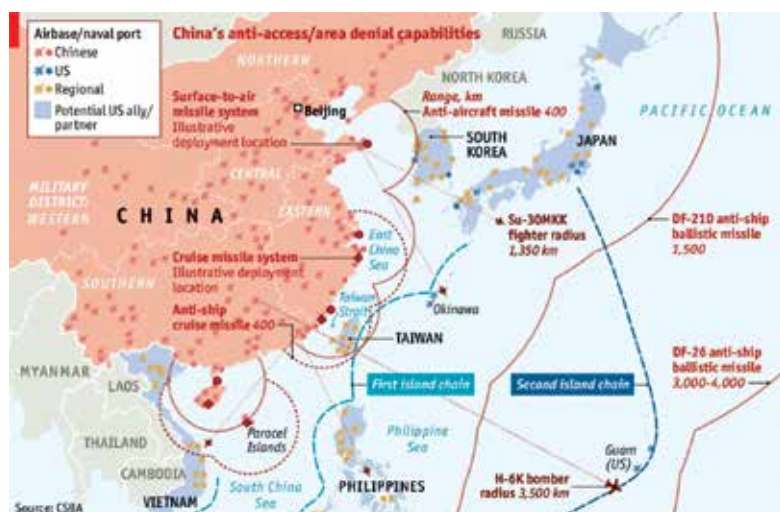 Airbase/naval port
Chinese
US
Regional
Potential US ally/
partner
China's anti-access/area denial capabilities
RUSSIA
NORTHERN
NORTH KOREA
Surface-to-air
missile system
Illustrative
deployment location
Beijing
Range, km
Anti-aircraft missile 400
SOUTH
KOREA
JAPAN
PACIFIC OCEAN
MILITARY
DISTRICT:
WESTERN
CENTRAL
EASTERN
CHINA
Su-30MKK
fighter radius
1,350 km
DF-21D anti-ship
ballistic missile
1,500
East
China
Sea
Cruise missile system
Illustrative deployment
location
SOUTHERN
Taiwan
Strait
Okinawa
Anti-ship
cruise missile 400
TAIWAN
DF-26 anti-ship
ballistic missile
3,000-4,000
MYANMAR
LAOS
First island chain
Second island chain
THAILAND
Paracel
Islands
Philippine
Sea
Guam
(US)
CAMBODIA
VIETNAM
South China
Sea
PHILIPPINES
H-6K bomber
radius 3,500 km
Source: CSBA